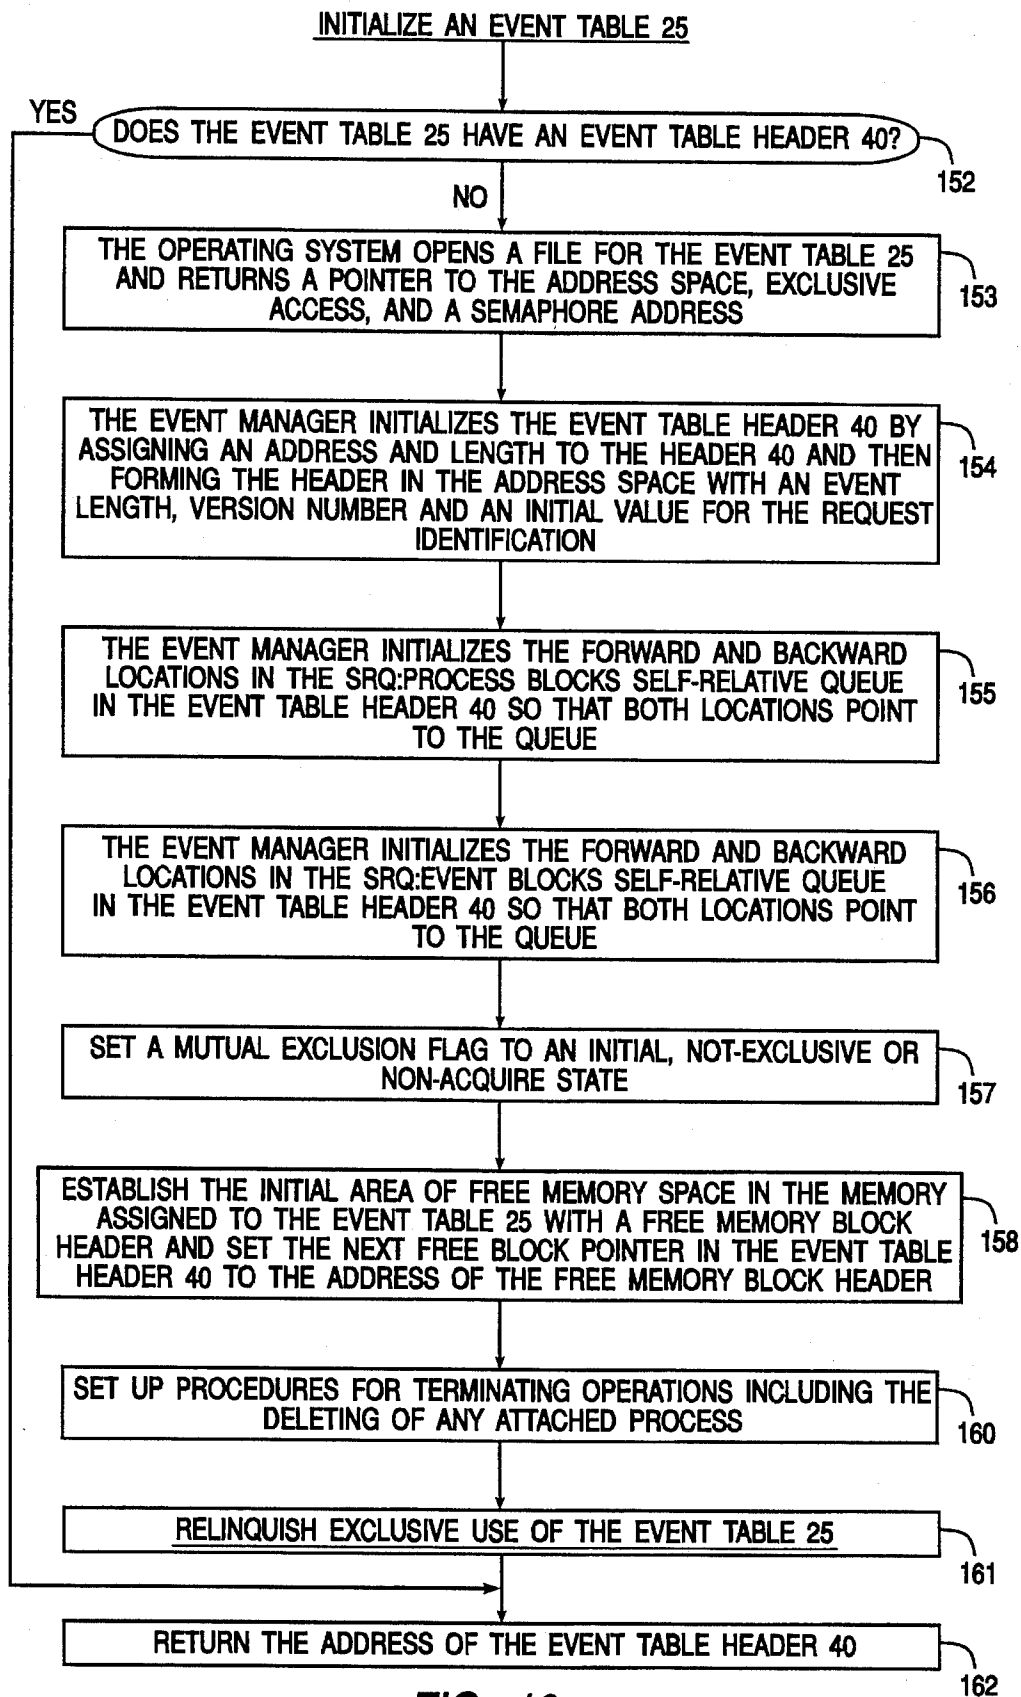 INITIALIZE AN EVENT TABLE 25
YES
DOES THE EVENT TABLE 25 HAVE AN EVENT TABLE HEADER 40?
152
NO
THE OPERATING SYSTEM OPENS A FILE FOR THE EVENT TABLE 25
AND RETURNS A POINTER TO THE ADDRESS SPACE, EXCLUSIVE
ACCESS, AND A SEMAPHORE ADDRESS
153
THE EVENT MANAGER INITIALIZES THE EVENT TABLE HEADER 40 BY
ASSIGNING AN ADDRESS AND LENGTH TO THE HEADER 40 AND THEN
FORMING THE HEADER IN THE ADDRESS SPACE WITH AN EVENT
LENGTH, VERSION NUMBER AND AN INITIAL VALUE FOR THE REQUEST
IDENTIFICATION
154
THE EVENT MANAGER INITIALIZES THE FORWARD AND BACKWARD
LOCATIONS IN THE SRQ:PROCESS BLOCKS SELF-RELATIVE QUEUE
IN THE EVENT TABLE HEADER 40 SO THAT BOTH LOCATIONS POINT
TO THE QUEUE
155
THE EVENT MANAGER INITIALIZES THE FORWARD AND BACKWARD
LOCATIONS IN THE SRQ:EVENT BLOCKS SELF-RELATIVE QUEUE
IN THE EVENT TABLE HEADER 40 SO THAT BOTH LOCATIONS POINT
TO THE QUEUE
156
SET A MUTUAL EXCLUSION FLAG TO AN INITIAL, NOT-EXCLUSIVE OR
NON-ACQUIRE STATE
157
ESTABLISH THE INITIAL AREA OF FREE MEMORY SPACE IN THE MEMORY
ASSIGNED TO THE EVENT TABLE 25 WITH A FREE MEMORY BLOCK
HEADER AND SET THE NEXT FREE BLOCK POINTER IN THE EVENT TABLE
HEADER 40 TO THE ADDRESS OF THE FREE MEMORY BLOCK HEADER
158
SET UP PROCEDURES FOR TERMINATING OPERATIONS INCLUDING THE
DELETING OF ANY ATTACHED PROCESS
160
RELINQUISH EXCLUSIVE USE OF THE EVENT TABLE 25
161
RETURN THE ADDRESS OF THE EVENT TABLE HEADER 40
162